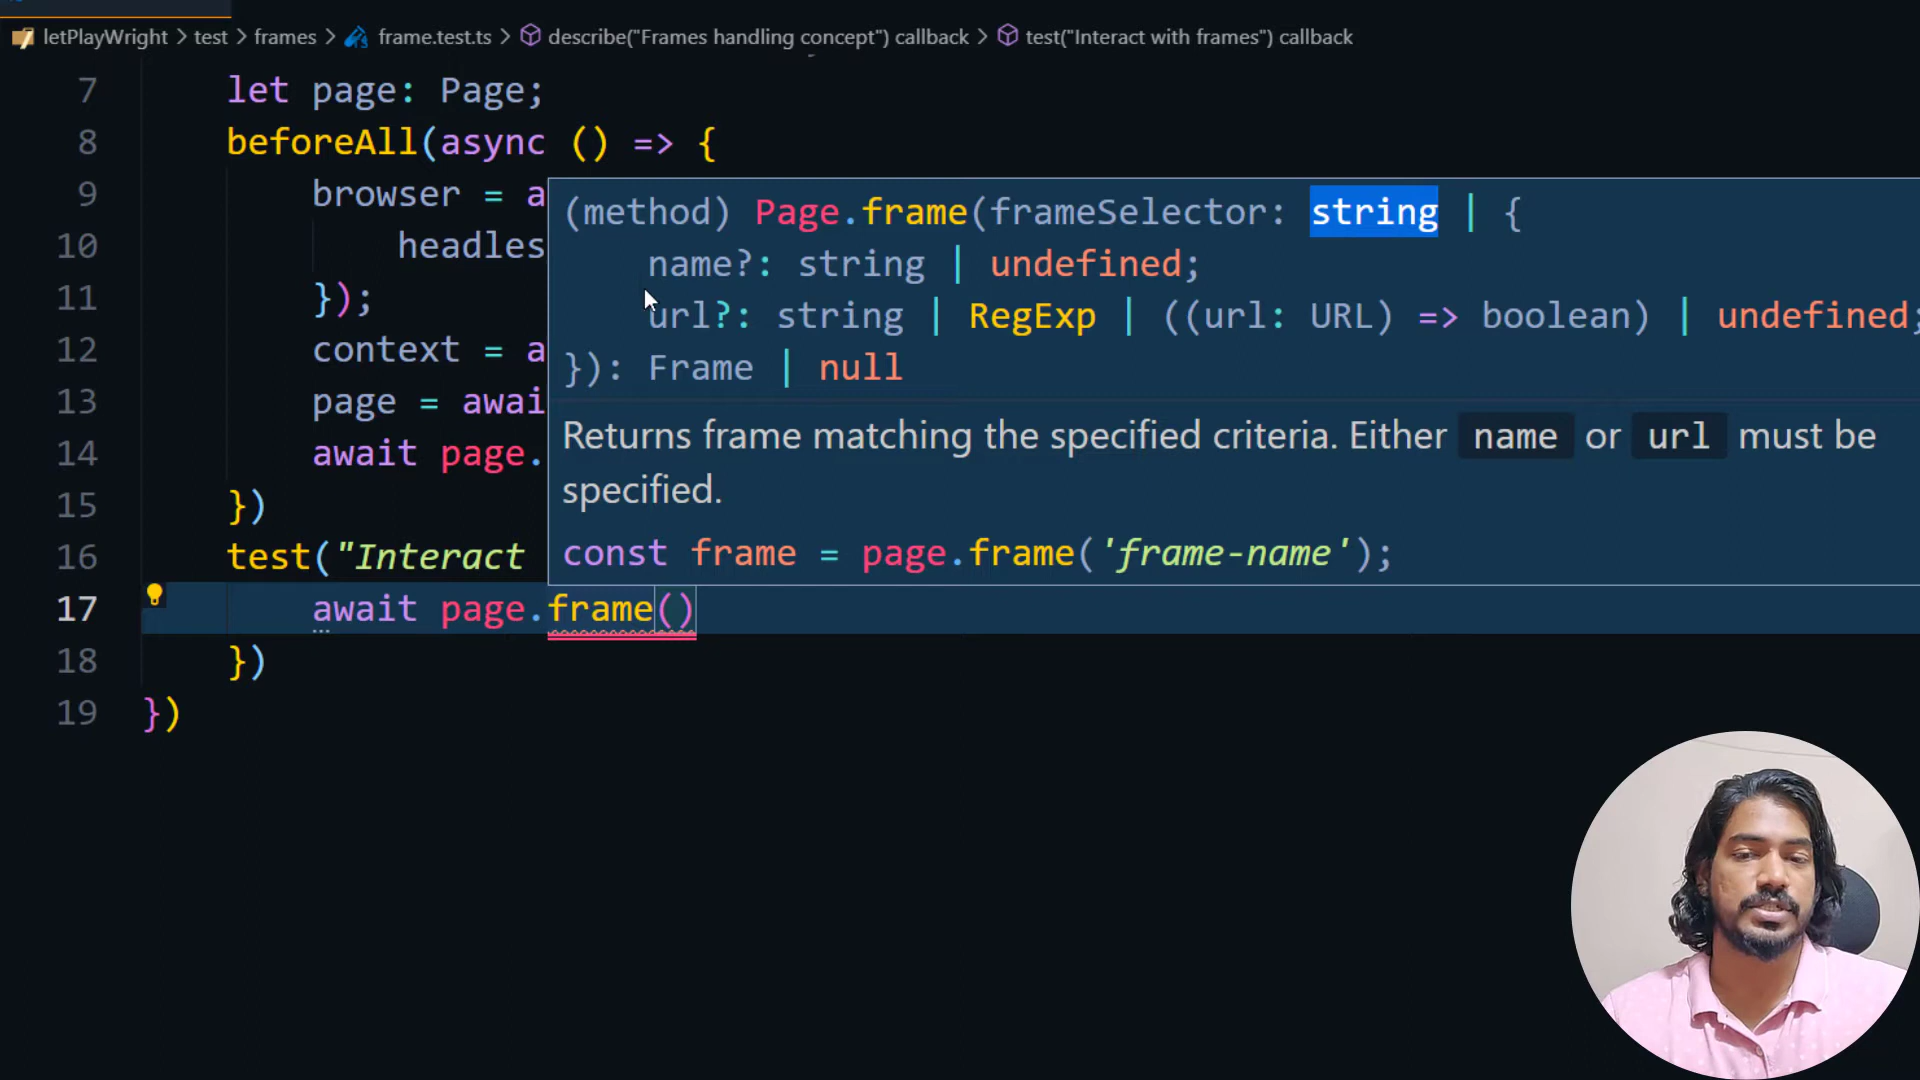 letPlayWright > test > frames > frame.test.ts > describe("Frames handling concept") callback > test("Interact with frames") callback
7 let page: Page;
8 beforeAll(async () => {
9 browser = a
10 headles
11 });
12 context = a
13 page = awai
14 await page.
15 })
16 test("Interact
17 await page.frame()
18 })
19 })
(method) Page.frame(frameSelector: string | {
name?: string | undefined;
url?: string | RegExp | ((url: URL) => boolean) | undefined;
}): Frame | null
Returns frame matching the specified criteria. Either name or url must be
specified.
const frame = page.frame('frame-name');